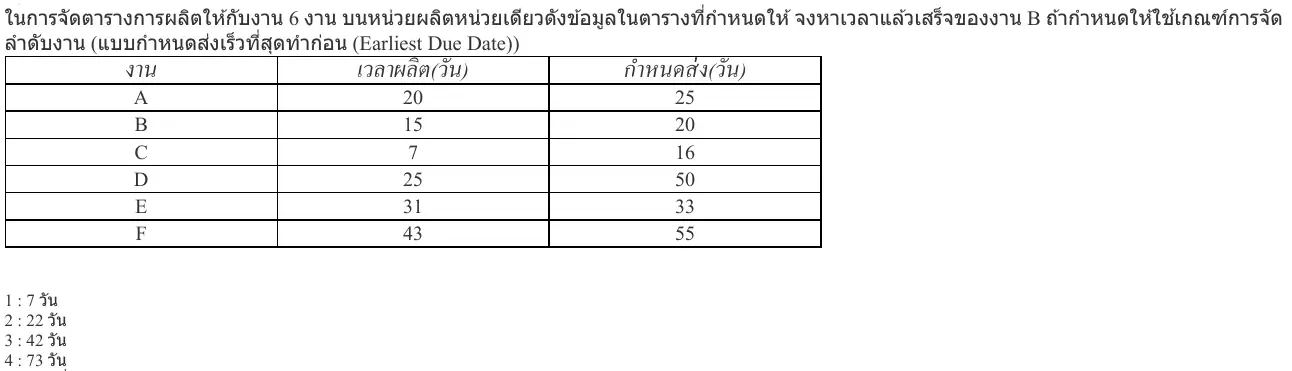 ในการจัดตารางการผลิตให้กับงาน 6 งาน บนหน่วยผลิตหน่วยเดียวดังข้อมูลในตารางที่กำหนดให้ จงหาเวลาแล้วเสร็จของงาน B ถ้ากำหนดให้ใช้เกณฑ์การจัด
ลำดับงาน (แบบกำหนดส่งเร็วที่สุดทำก่อน (Earliest Due Date))
งาน เวลาผลิต(วัน) กำหนดส่ง(วัน)
A 20 25
B 15 20
C 7 16
D 25 50
E 31 33
F 43 55
1 : 7 วัน
2 : 22 วัน
3 : 42 วัน
4 : 73 วัน